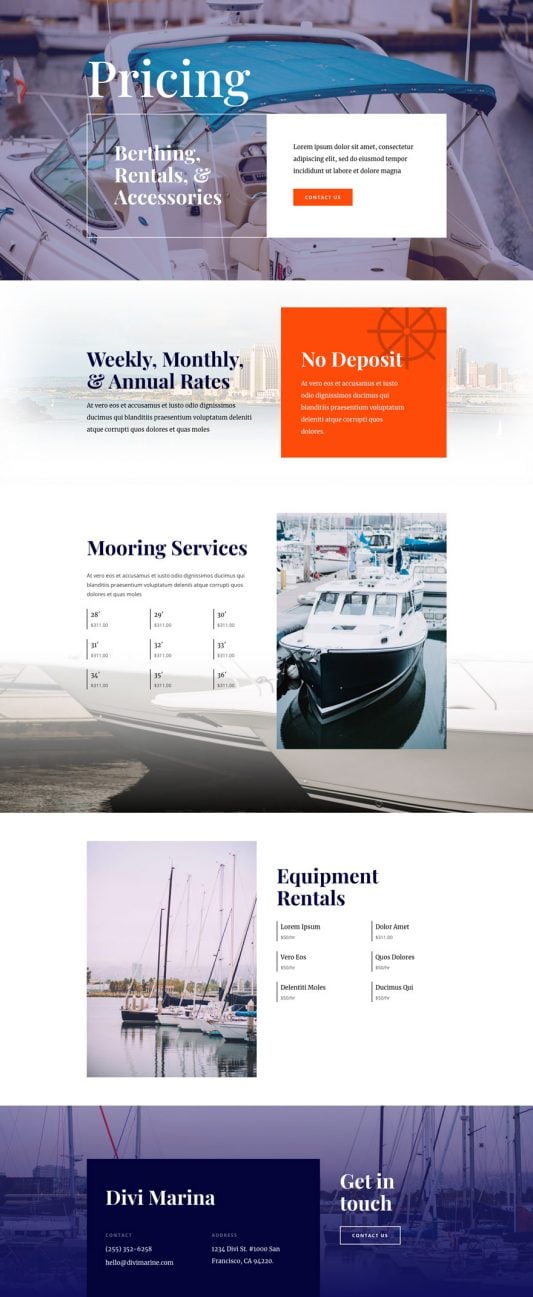 Pricing
Berthing,
Rentals, &
Accessories
Lorem ipsum dolor sit amet, consectetur
adipiscing elit, sed do eiusmod tempor
incididunt ut labore et dolore magna
CONTACT US
Weekly, Monthly,
& Annual Rates
At vero eos et accusamus et iusto odio dignissimos
ducimus qui blanditiis praesentium voluptatum deleniti
atque corrupti quos dolores et quas moles
No Deposit
At vero eos et accusamus et iusto
odio dignissimos ducimus qui
blanditiis praesentium voluptatum
deleniti atque corrupti quos
dolores.
Mooring Services
At vero eos et accusamus et iusto odio dignissimos ducimus qui
blanditiis praesentium voluptatum deleniti atque corrupti quos
dolores et quas moles
28′ 29′ 30′
$311.00 $311.00 $311.00
31′ 32′ 33′
$311.00 $311.00 $311.00
34′ 35′ 36′
$311.00 $311.00 $311.00
Equipment
Rentals
Lorem Ipsum Dolor Amet
$50/hr $311.00
Vero Eos Quos Dolores
$50/hr $50/hr
Delentiti Moles Ducimus Qui
$50/hr $50/hr
Divi Marina
CONTACT ADDRESS
(255) 352-6258 1234 Divi St. #1000 San
hello@divimarine.com Francisco, CA 94220.
Get in
touch
CONTACT US